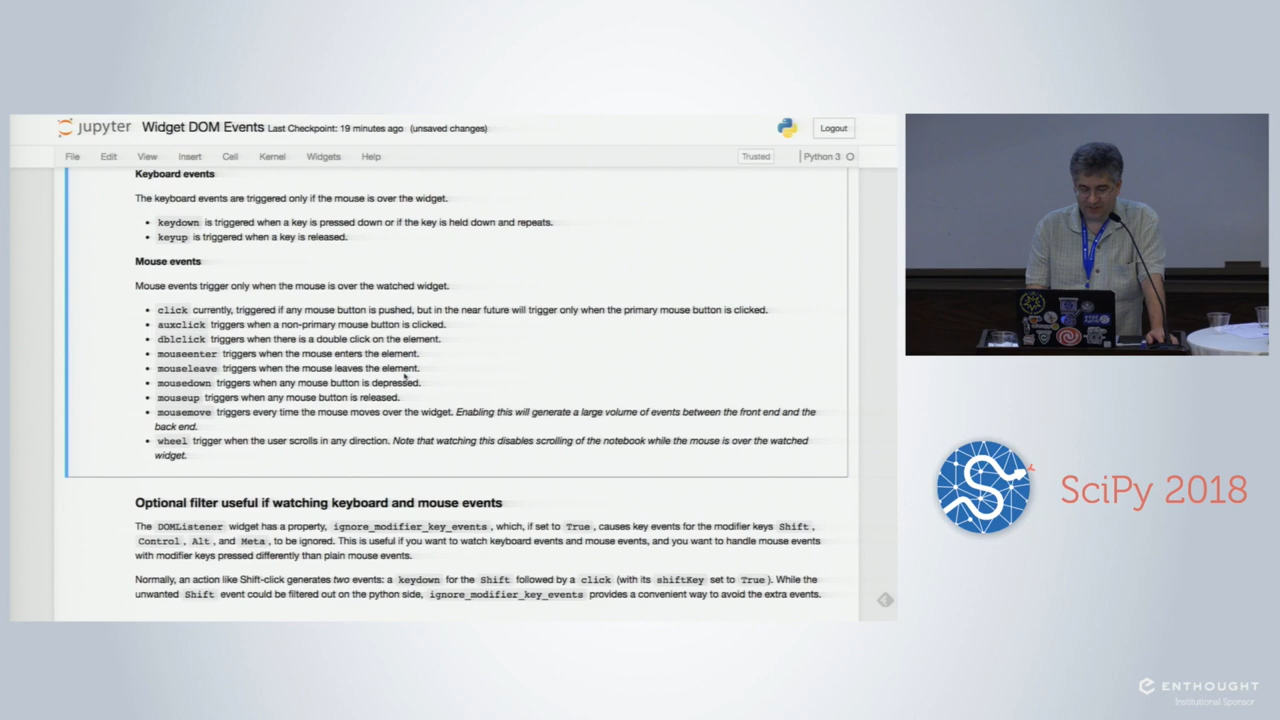 jupyter Widget DOM Events Last Checkpoint: 19 minutes ago (unsaved changes) Logout
File Edit View Insert Cell Kernel Widgets Help Trusted Python 3
Keyboard events
The keyboard events are triggered only if the mouse is over the widget.
• keydown is triggered when a key is pressed down or if the key is held down and repeats.
• keyup is triggered when a key is released.
Mouse events
Mouse events trigger only when the mouse is over the watched widget.
• click currently, triggered if any mouse button is pushed, but in the near future will trigger only when the primary mouse button is clicked.
• auxclick triggers when a non-primary mouse button is clicked.
• dblclick triggers when there is a double click on the element.
• mouseenter triggers when the mouse enters the element.
• mouseleave triggers when the mouse leaves the element.
• mousedown triggers when any mouse button is depressed.
• mouseup triggers when any mouse button is released.
• mousemove triggers every time the mouse moves over the widget. Enabling this will generate a large volume of events between the front end and the
back end.
• wheel trigger when the user scrolls in any direction. Note that watching this disables scrolling of the notebook while the mouse is over the watched
widget.
Optional filter useful if watching keyboard and mouse events
The DOMListener widget has a property, ignore_modifier_key_events, which, if set to True, causes key events for the modifier keys Shift,
Control, Alt, and Meta, to be ignored. This is useful if you want to watch keyboard events and mouse events, and you want to handle mouse events
with modifier keys pressed differently than plain mouse events.
Normally, an action like Shift-click generates two events: a keydown for the Shift followed by a click (with its shiftKey set to True). While the
unwanted Shift event could be filtered out on the python side, ignore_modifier_key_events provides a convenient way to avoid the extra events.
SciPy 2018
ENTHOUGHT
Institutional Sponsor